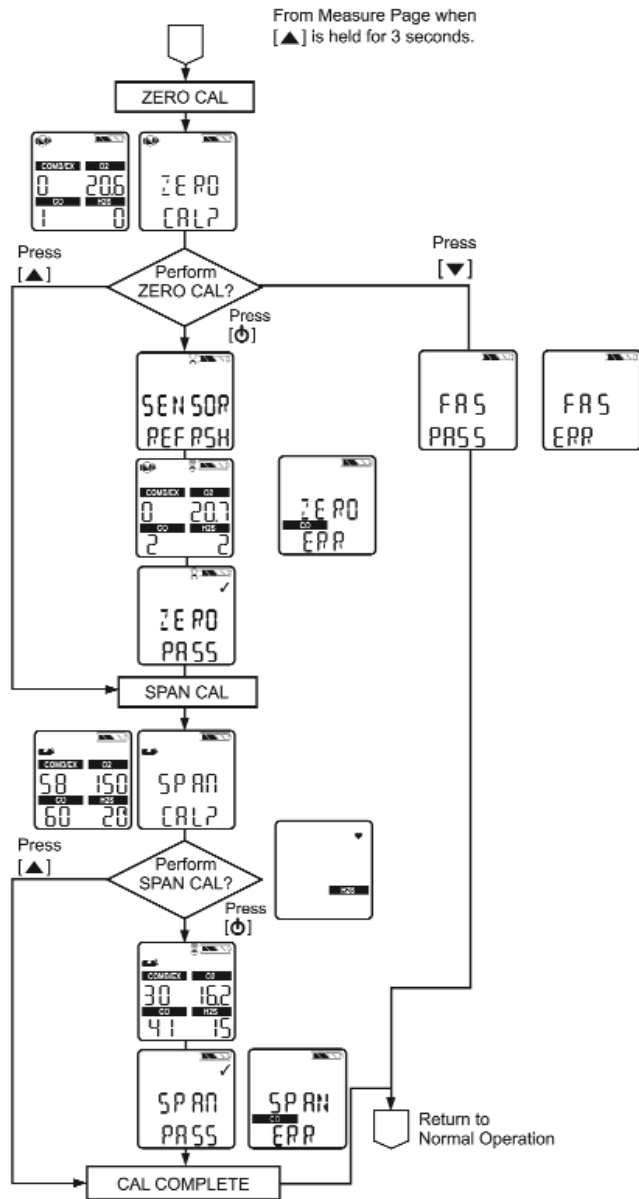 From Measure Page when
[▲] is held for 3 seconds.
ZERO CAL
COMB/EX O2
0 20.6
CO H2S
1 0
ZERO
CAL?
Press
[▲]
Perform
ZERO CAL?
Press
[▼]
Press
[⏻]
SENSOR
REFRSH
FAS
PASS
FAS
ERR
COMB/EX O2
0 20.7
CO H2S
2 2
ZERO
CO
ERR
ZERO
PASS
SPAN CAL
COMB/EX O2
58 150
CO H2S
60 20
SPAN
CAL?
Press
[▲]
Perform
SPAN CAL?
Press
[⏻]
H2S
COMB/EX O2
30 16.2
CO H2S
41 15
SPAN
PASS
SPAN
CO
ERR
Return to
Normal Operation
CAL COMPLETE